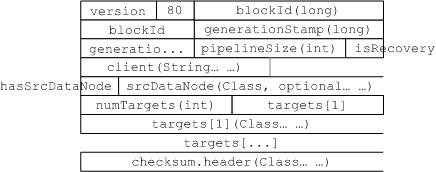 version 80 blockId(long)
blockId generationStamp(long)
generatio... pipelineSize(int) isRecovery
client(String… …)
hasSrcDataNode srcDataNode(Class, optional… …)
numTargets(int) targets[1]
targets[1](Class… …)
targets[...]
checksum.header(Class… …)